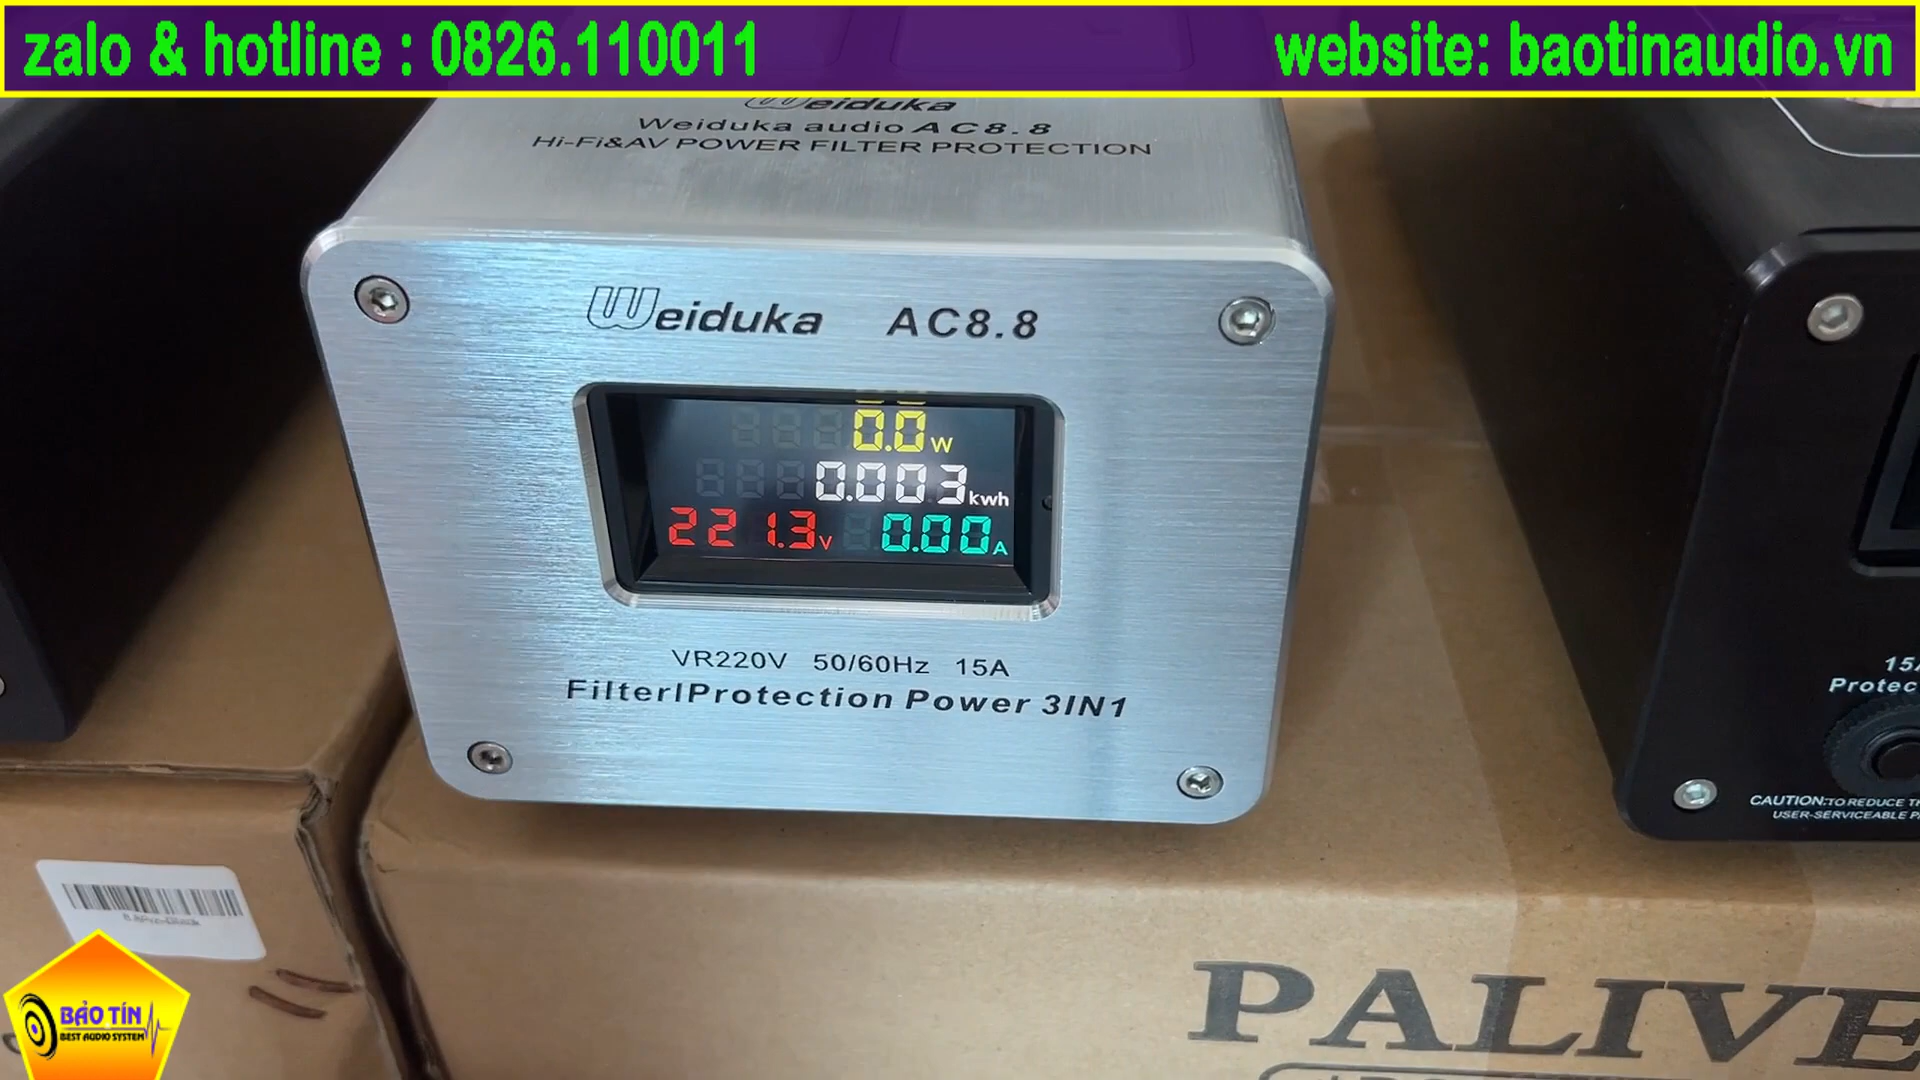 zalo & hotline : 0826.110011
website: baotinaudio.vn
Weiduka
Weiduka audio AC8.8
Hi-Fi&AV POWER FILTER PROTECTION
Weiduka AC8.8
0.0 W
0.003 kwh
221.3 V 0.00 A
VR220V 50/60Hz 15A
Filter|Protection Power 3IN1
15A
Protec
CAUTION:TO REDUCE
USER-SERVICEABLE
BẢO TÍN
BEST AUDIO SYSTEM
PALIVE